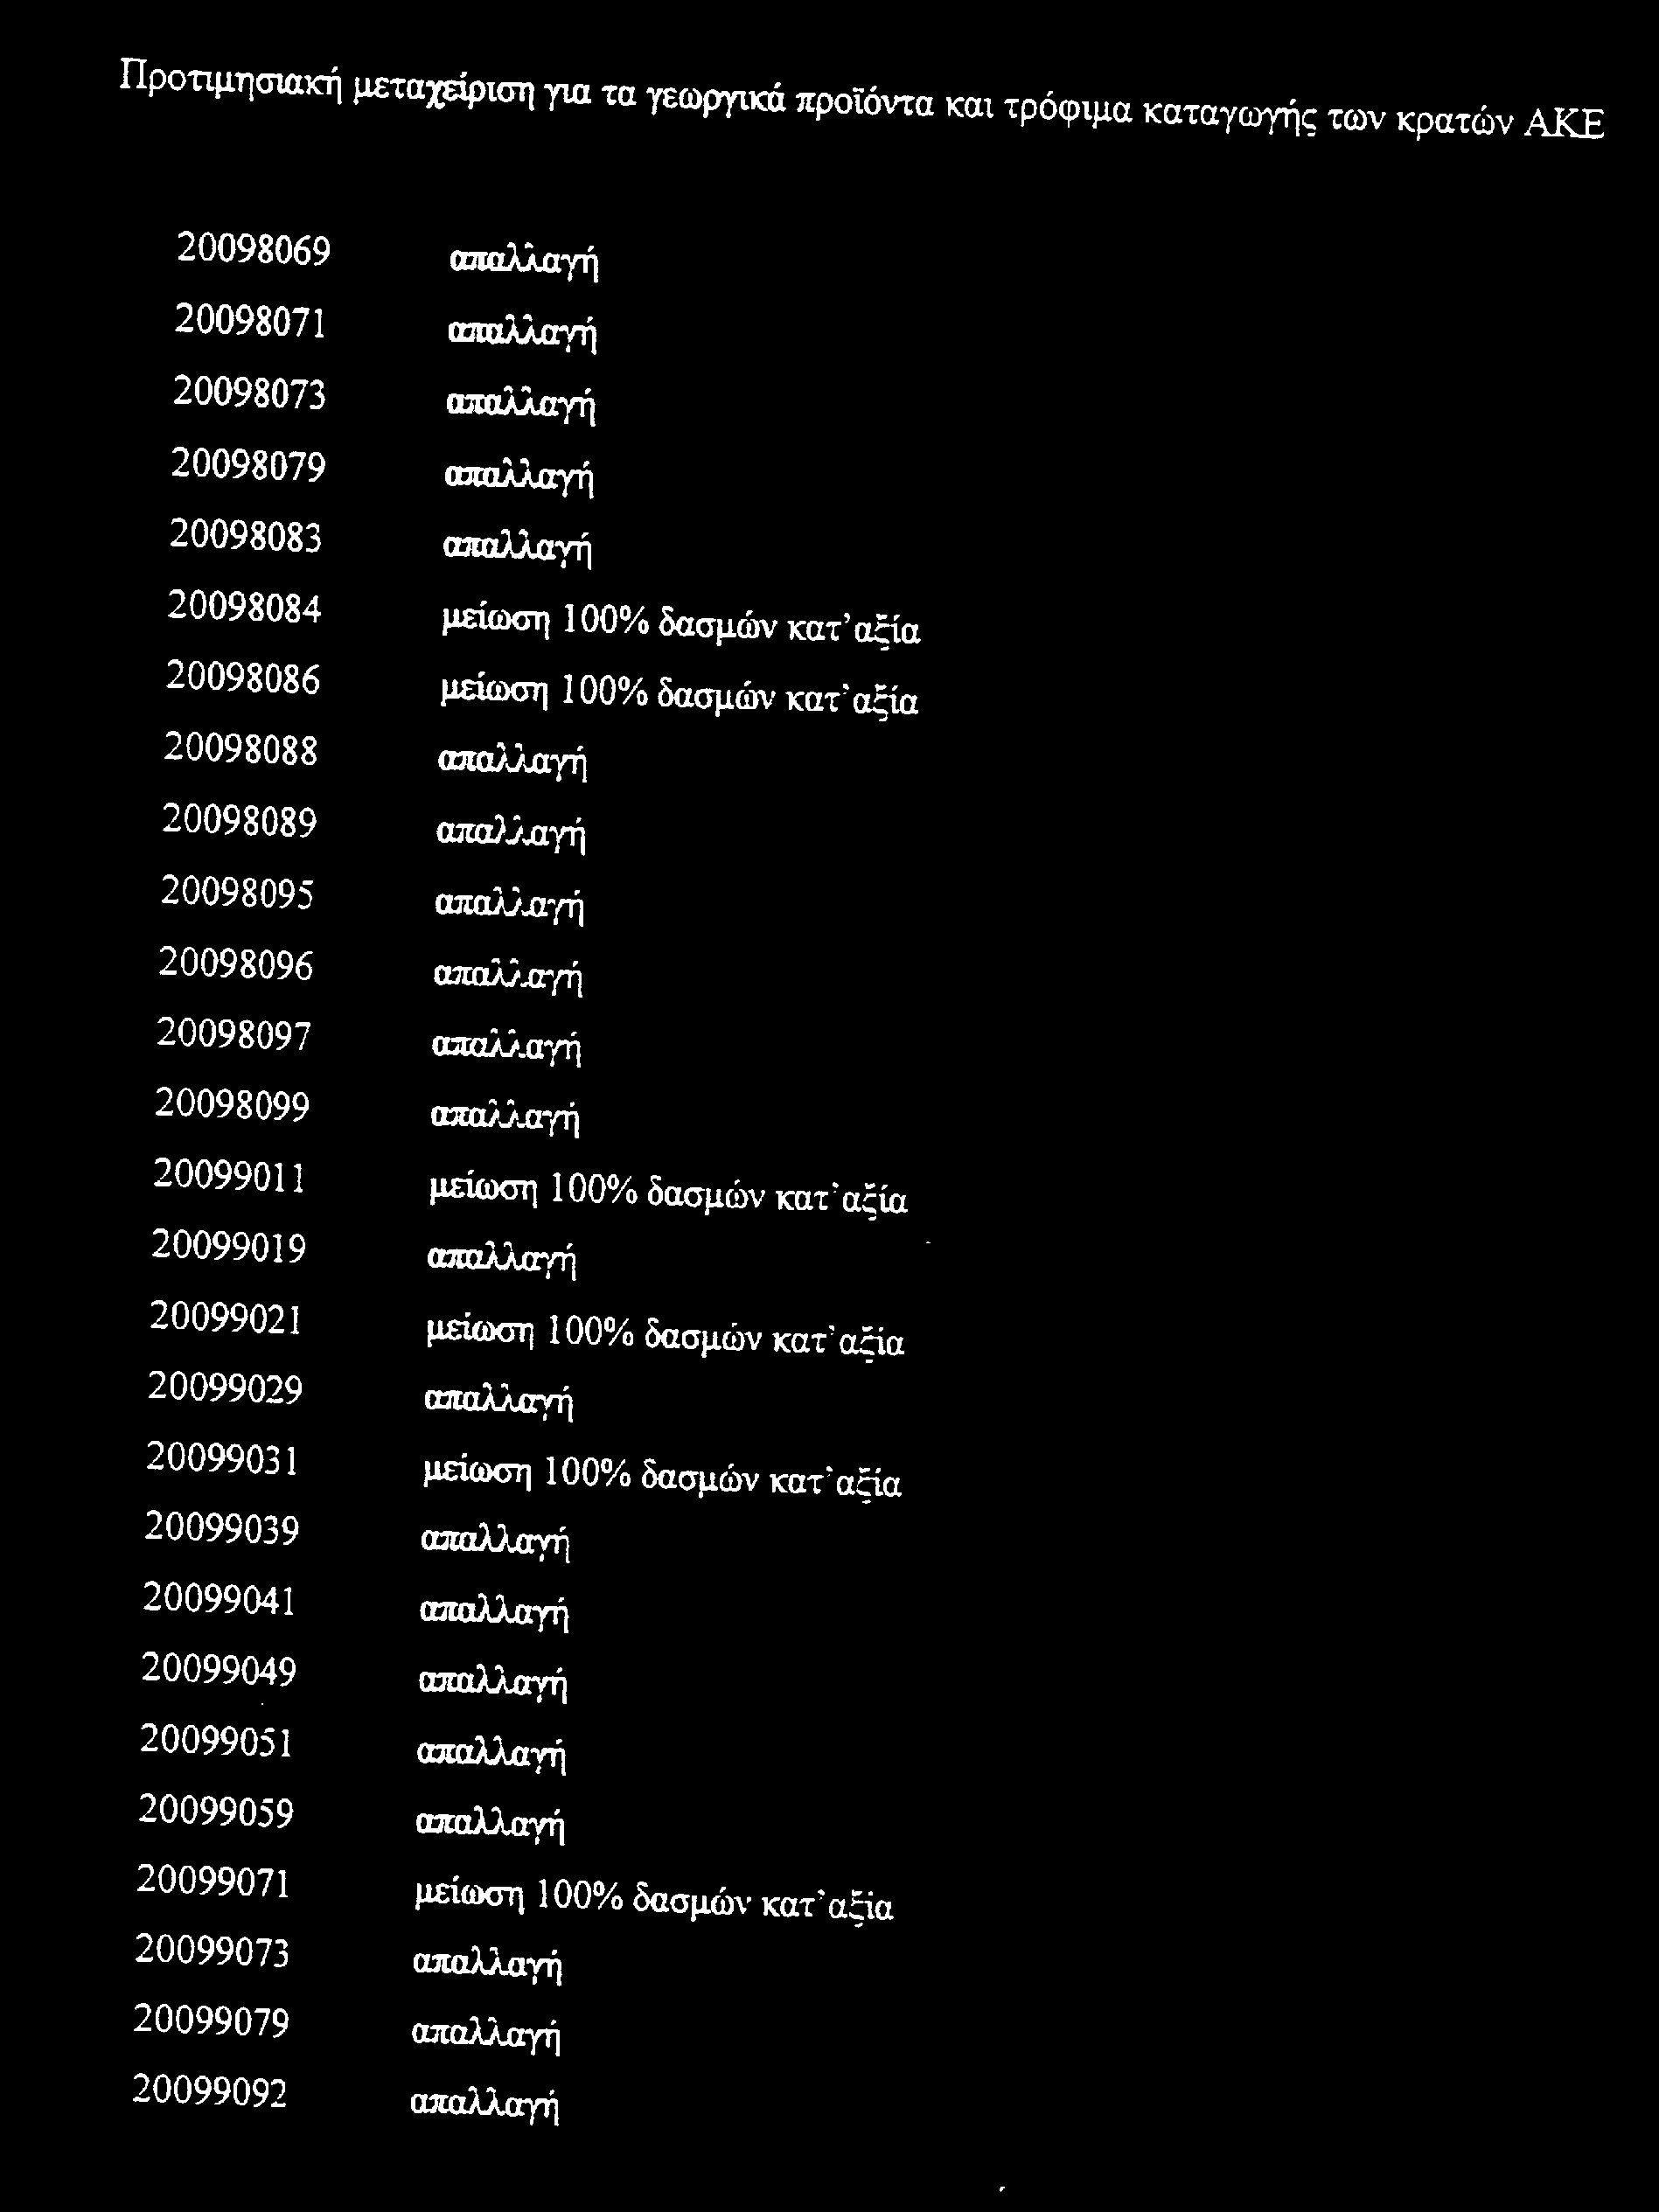 Προτιμησιακή μεταχείριση για τα γεωργικά προϊόντα και τρόφιμα καταγωγής των κρατών ΑΚΕ
20098069 απαλλαγή
20098071 απαλλαγή
20098073 απαλλαγή
20098079 απαλλαγή
20098083 απαλλαγή
20098084 μείωση 100% δασμών κατ’αξία
20098086 μείωση 100% δασμών κατ’αξία
20098088 απαλλαγή
20098089 απαλλαγή
20098095 απαλλαγή
20098096 απαλλαγή
20098097 απαλλαγή
20098099 απαλλαγή
20099011 μείωση 100% δασμών κατ’αξία
20099019 απαλλαγή
20099021 μείωση 100% δασμών κατ’αξία
20099029 απαλλαγή
20099031 μείωση 100% δασμών κατ’αξία
20099039 απαλλαγή
20099041 απαλλαγή
20099049 απαλλαγή
20099051 απαλλαγή
20099059 απαλλαγή
20099071 μείωση 100% δασμών κατ’αξία
20099073 απαλλαγή
20099079 απαλλαγή
20099092 απαλλαγή